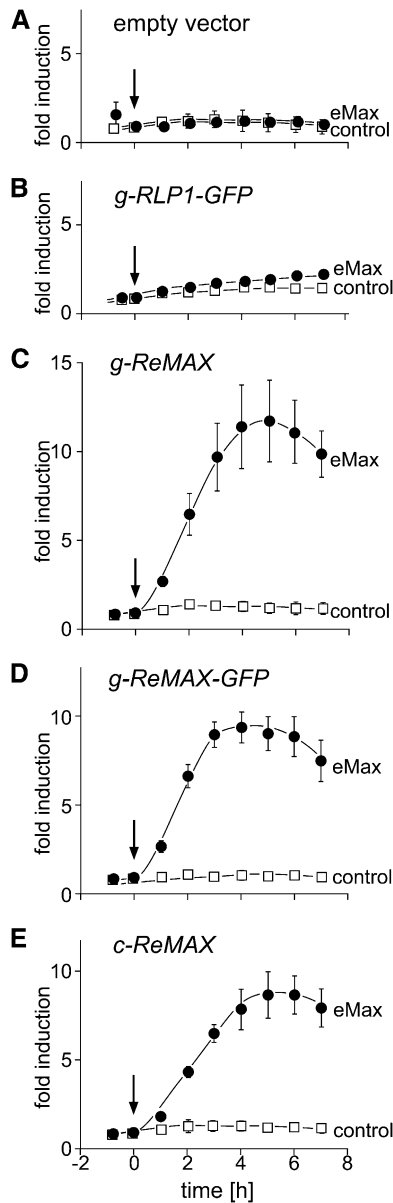 A
empty vector
5
0
fold induction
eMax
control
B
g-RLP1-GFP
5
0
fold induction
eMax
control
C
g-ReMAX
15
10
5
0
fold induction
eMax
control
D
g-ReMAX-GFP
10
5
0
fold induction
eMax
control
E
c-ReMAX
10
5
0
fold induction
eMax
control
-2 0 2 4 6 8
time [h]